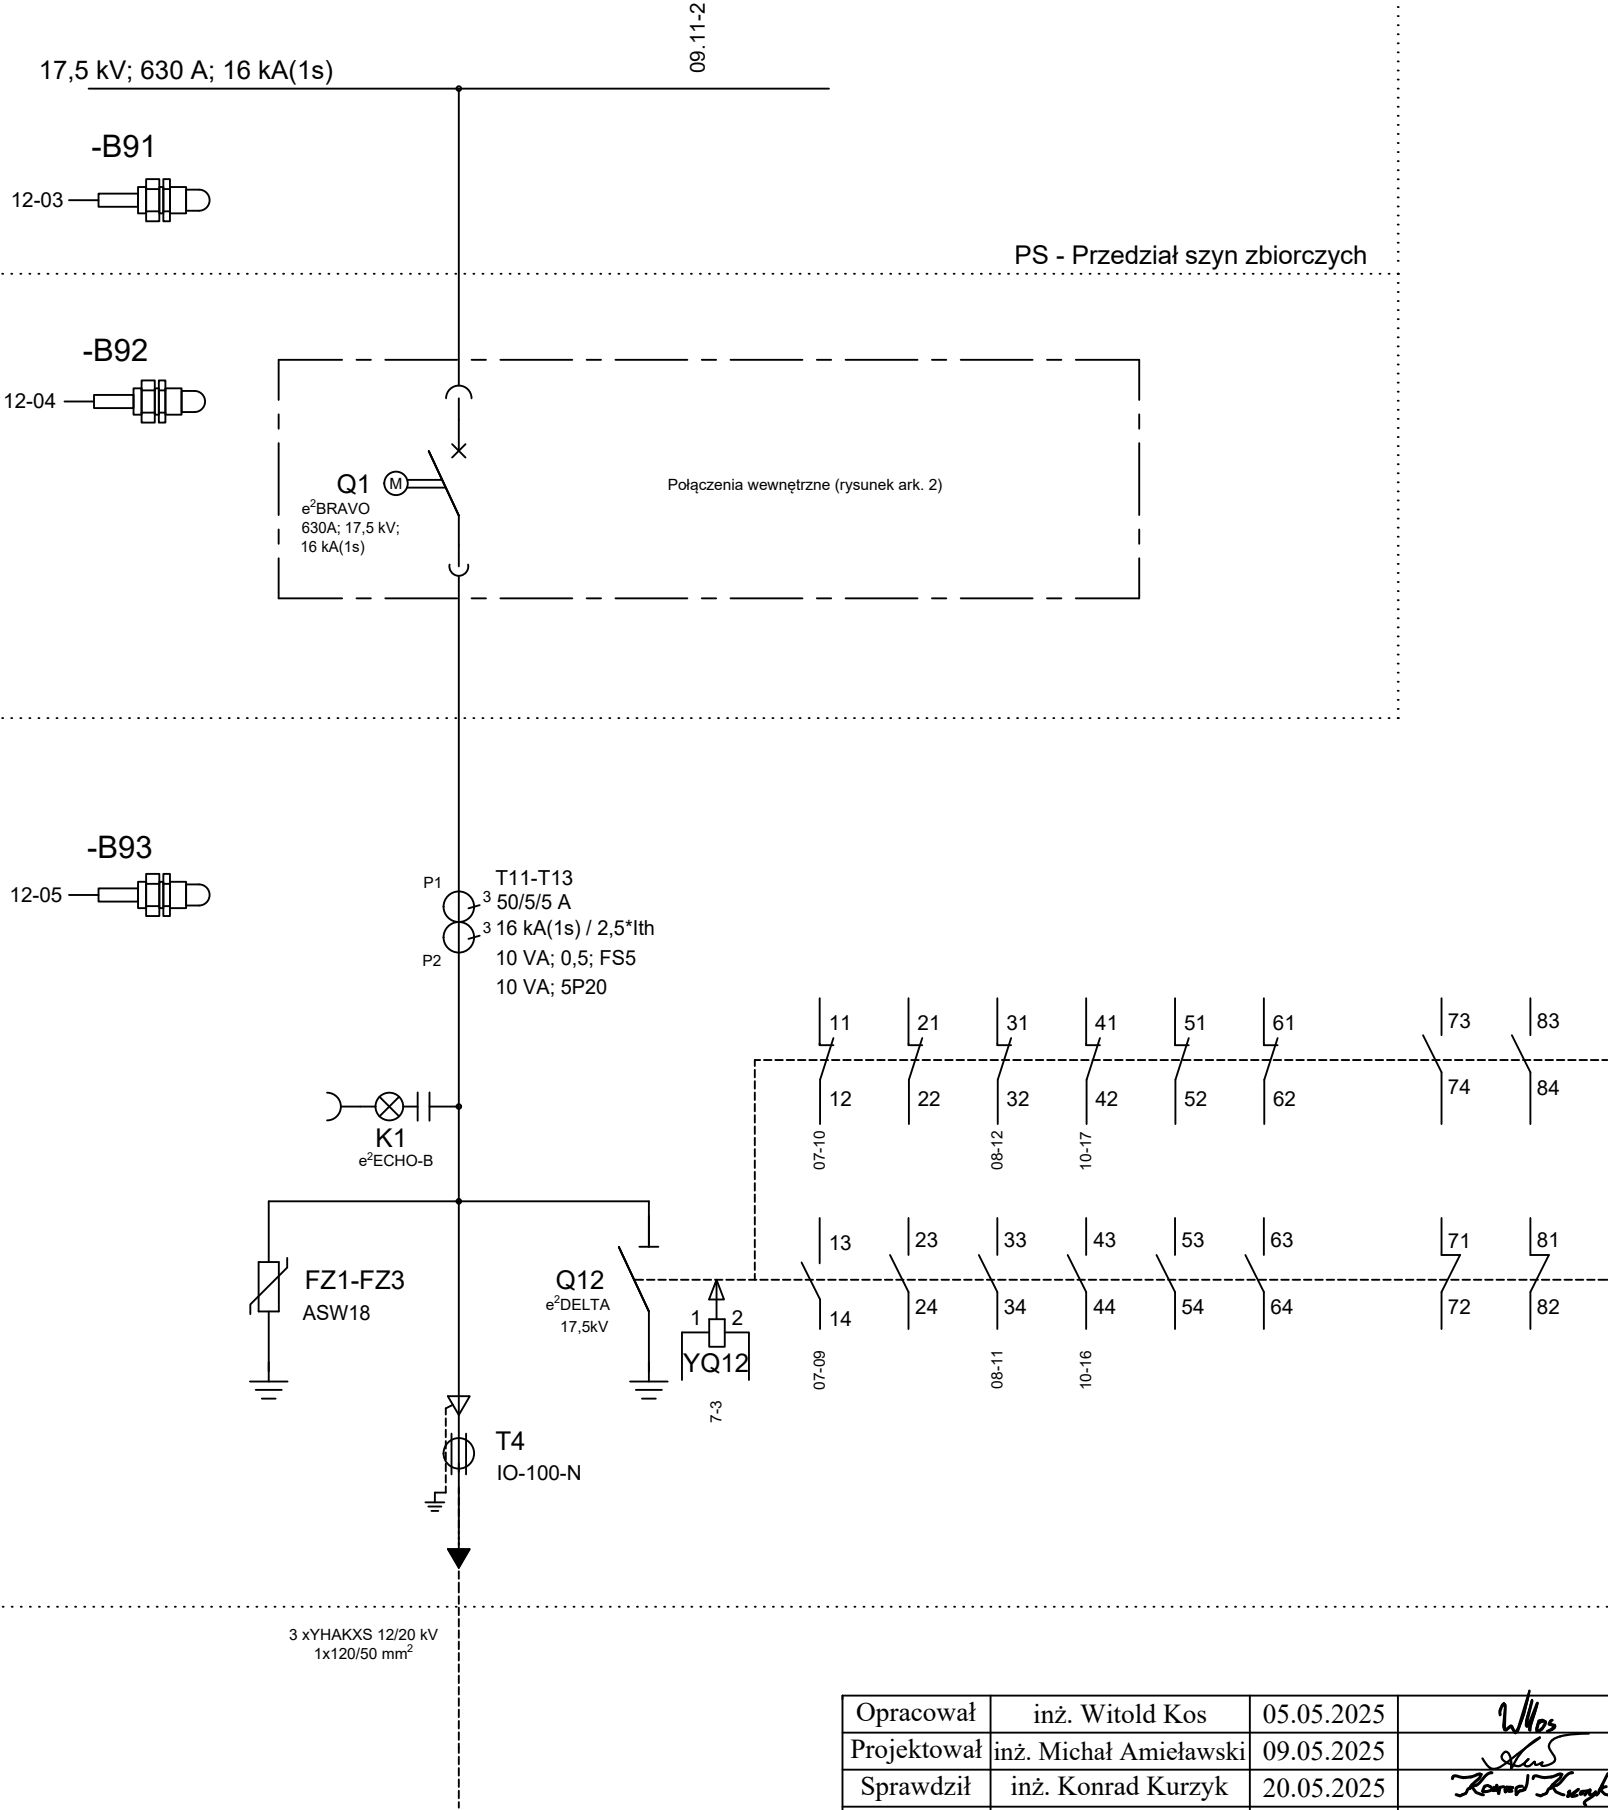 09.11-2
17,5 kV; 630 A; 16 kA(1s)
-B91
12-03
PS - Przedział szyn zbiorczych
-B92
12-04
Q1
M
e²BRAVO
630A; 17,5 kV;
16 kA(1s)
Połączenia wewnętrzne (rysunek ark. 2)
-B93
12-05
P1
P2
T11-T13
3 50/5/5 A
3 16 kA(1s) / 2,5*Ith
10 VA; 0,5; FS5
10 VA; 5P20
11 21 31 41 51 61 73 83
12 22 32 42 52 62 74 84
07-10 08-12 10-17
K1
e²ECHO-B
13 23 33 43 53 63 71 81
14 24 34 44 54 64 72 82
07-09 08-11 10-16
FZ1-FZ3
ASW18
Q12
e²DELTA
17,5kV
1 2
YQ12
7-3
T4
IO-100-N
3 xYHAKXS 12/20 kV
1x120/50 mm²
Opracował inż. Witold Kos 05.05.2025 WKos
Projektował inż. Michał Amieławski 09.05.2025
Sprawdził inż. Konrad Kurzyk 20.05.2025 Konrad Kurzyk